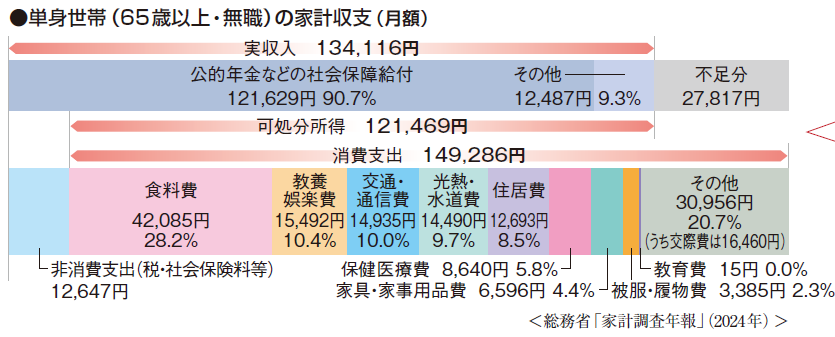 ●単身世帯(65歳以上・無職)の家計収支(月額)
実収入 134,116円
公的年金などの社会保障給付
121,629円 90.7%
その他
12,487円 9.3%
不足分
27,817円
可処分所得 121,469円
消費支出 149,286円
食料費
42,085円
28.2%
教養
娯楽費
15,492円
10.4%
交通・
通信費
14,935円
10.0%
光熱・
水道費
14,490円
9.7%
住居費
12,693円
8.5%
その他
30,956円
20.7%
(うち交際費は16,460円)
非消費支出(税・社会保険料等)
12,647円
保健医療費 8,640円 5.8%
家具・家事用品費 6,596円 4.4%
教育費 15円 0.0%
被服・履物費 3,385円 2.3%
<総務省「家計調査年報」(2024年)>